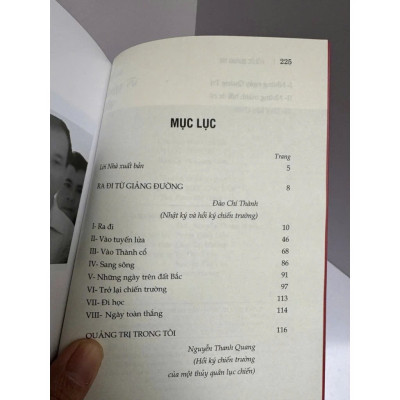 225
MỤC LỤC
Trang
Lời Nhà xuất bản 5
RA ĐI TỪ GIẢNG ĐƯỜNG 8
Đào Chí Thành
(Nhật ký và hồi ký chiến trường)
I- Ra đi 10
II- Vào tuyến lửa 46
III- Vào Thành cổ 68
IV- Sang sông 86
V- Những ngày trên đất Bắc 91
VI- Trở lại chiến trường 97
VII- Đi học 113
VIII- Ngày toàn thắng 114
QUẢNG TRỊ TRONG TÔI 116
Nguyễn Thanh Quang
(Hồi ký chiến trường
của một thủy quân lục chiến)